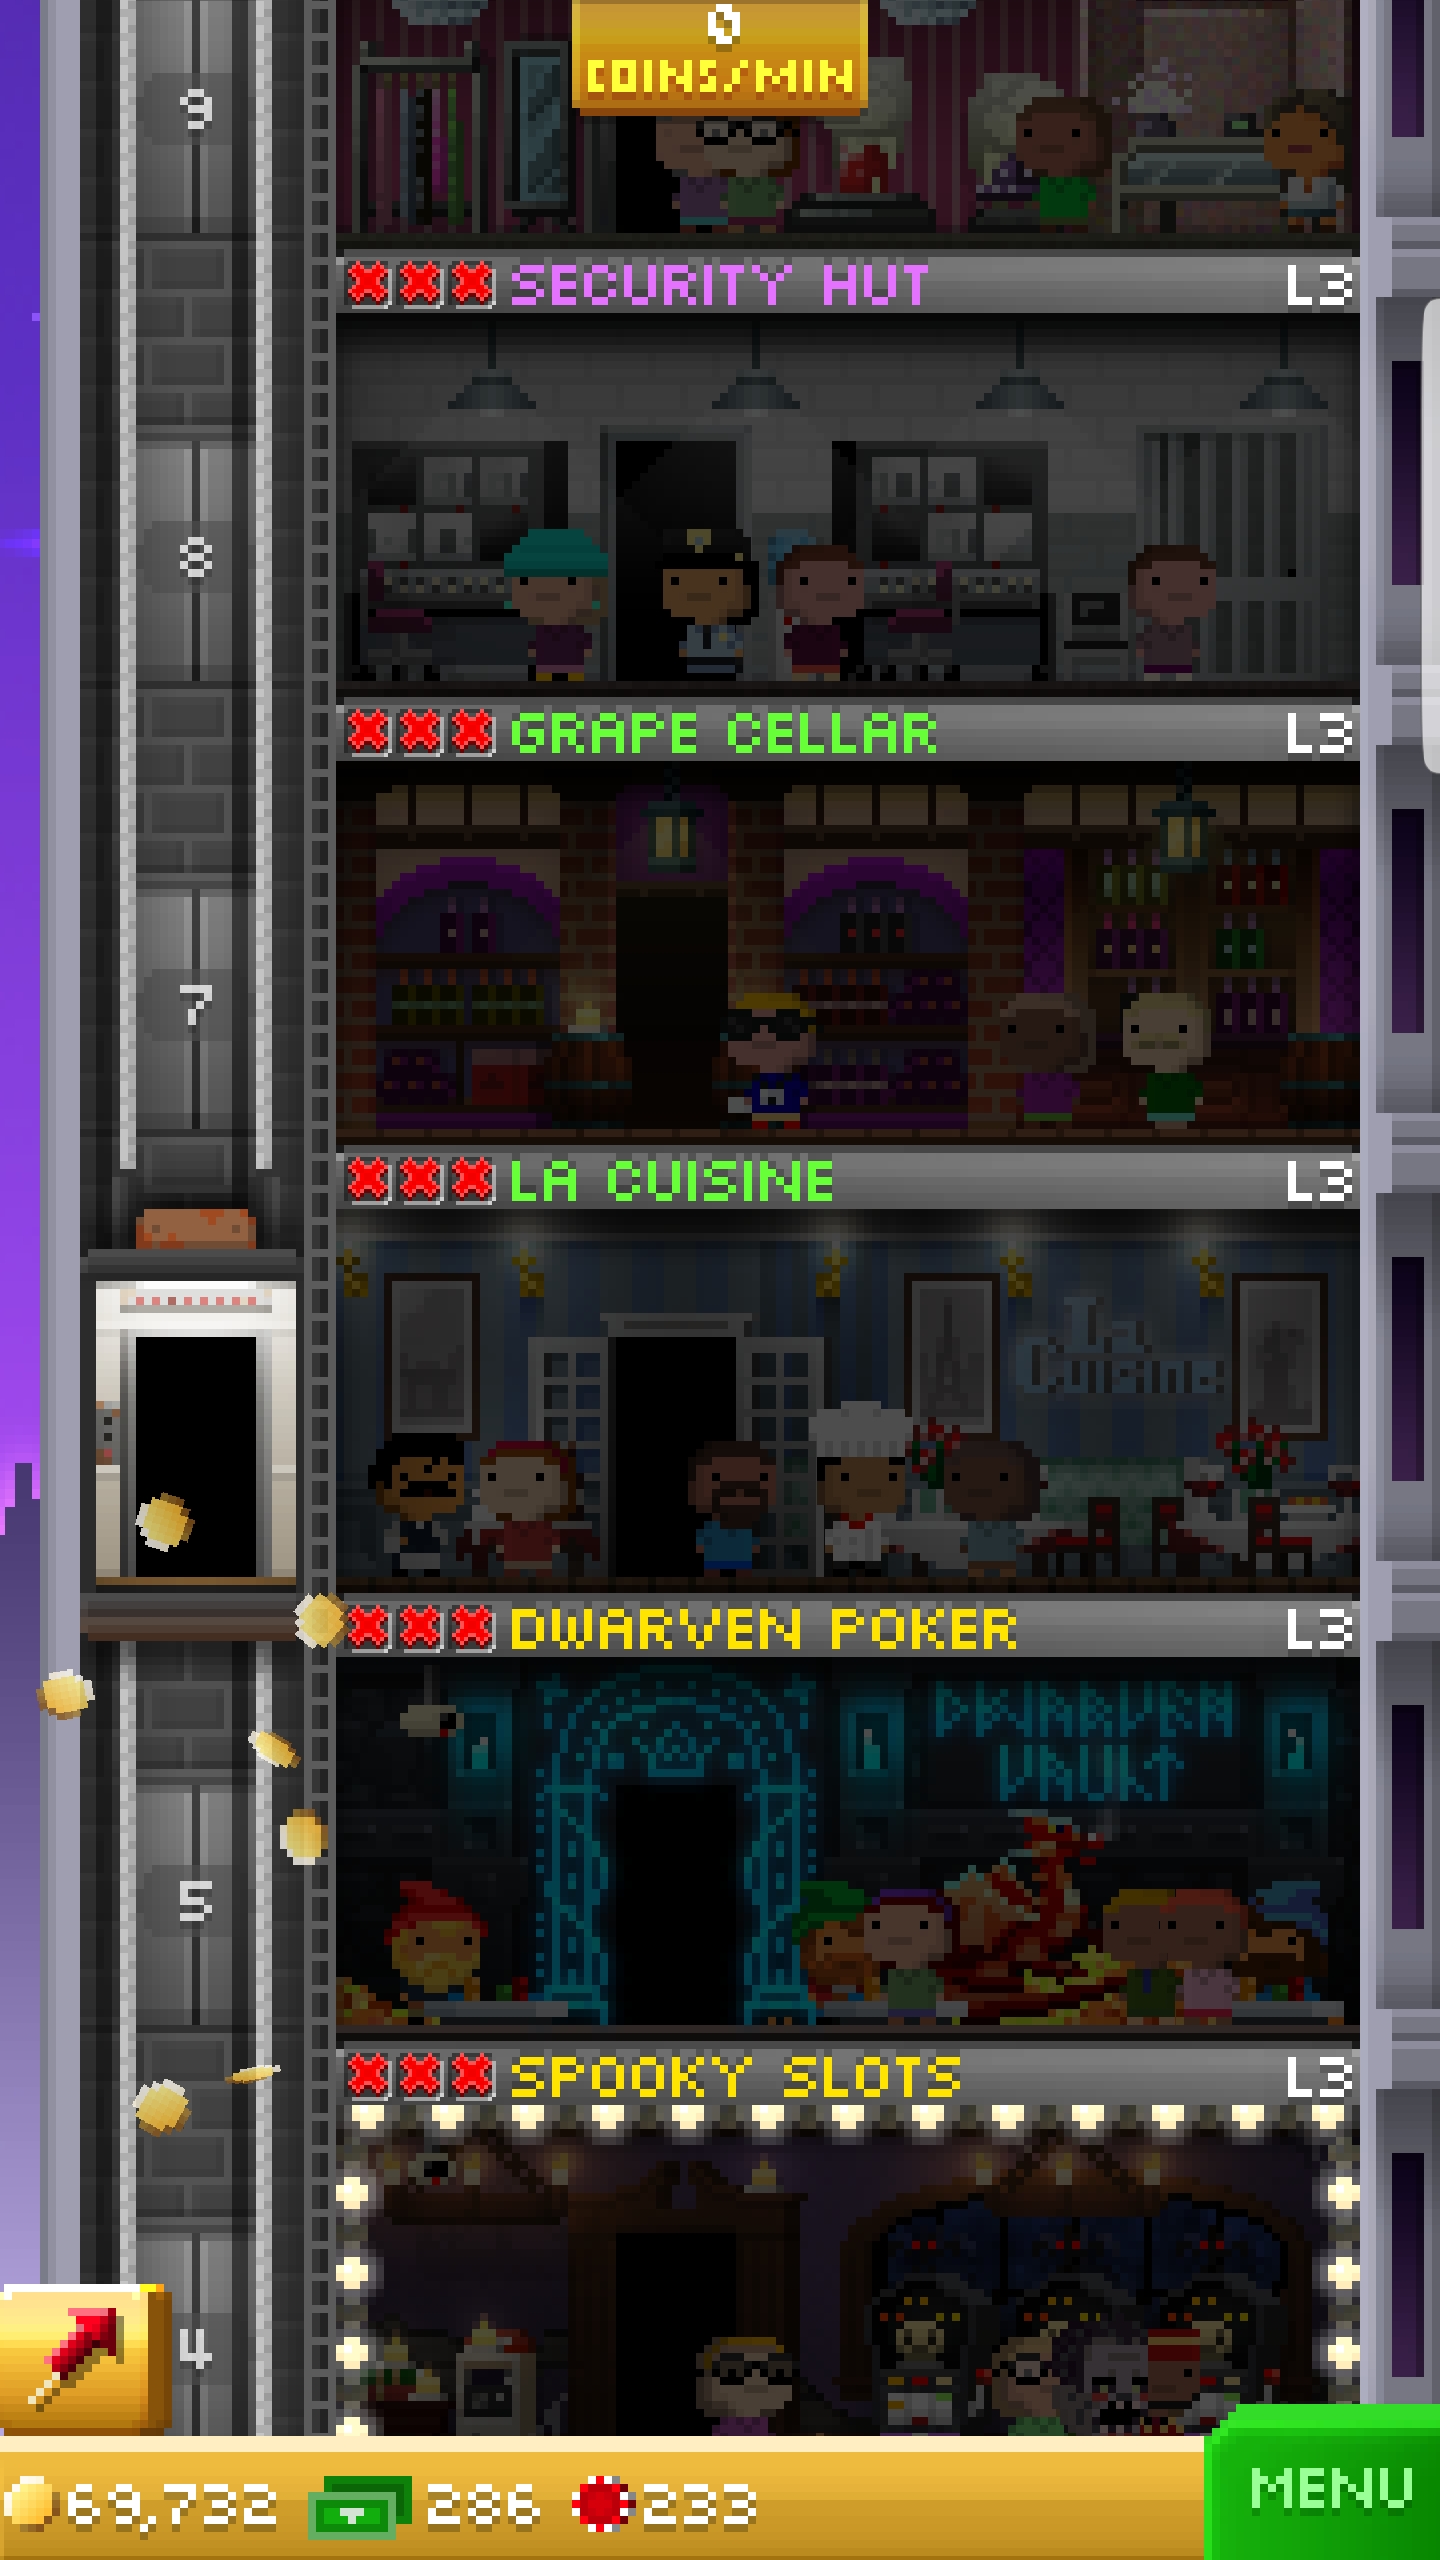 0
COINS/MIN
9
SECURITY HUT L3
8
GRAPE CELLAR L3
7
LA CUISINE L3
La
Cuisine
DWARVEN POKER L3
DWARVEN
VAULT
5
SPOOKY SLOTS L3
4
69,732 286 233
MENU